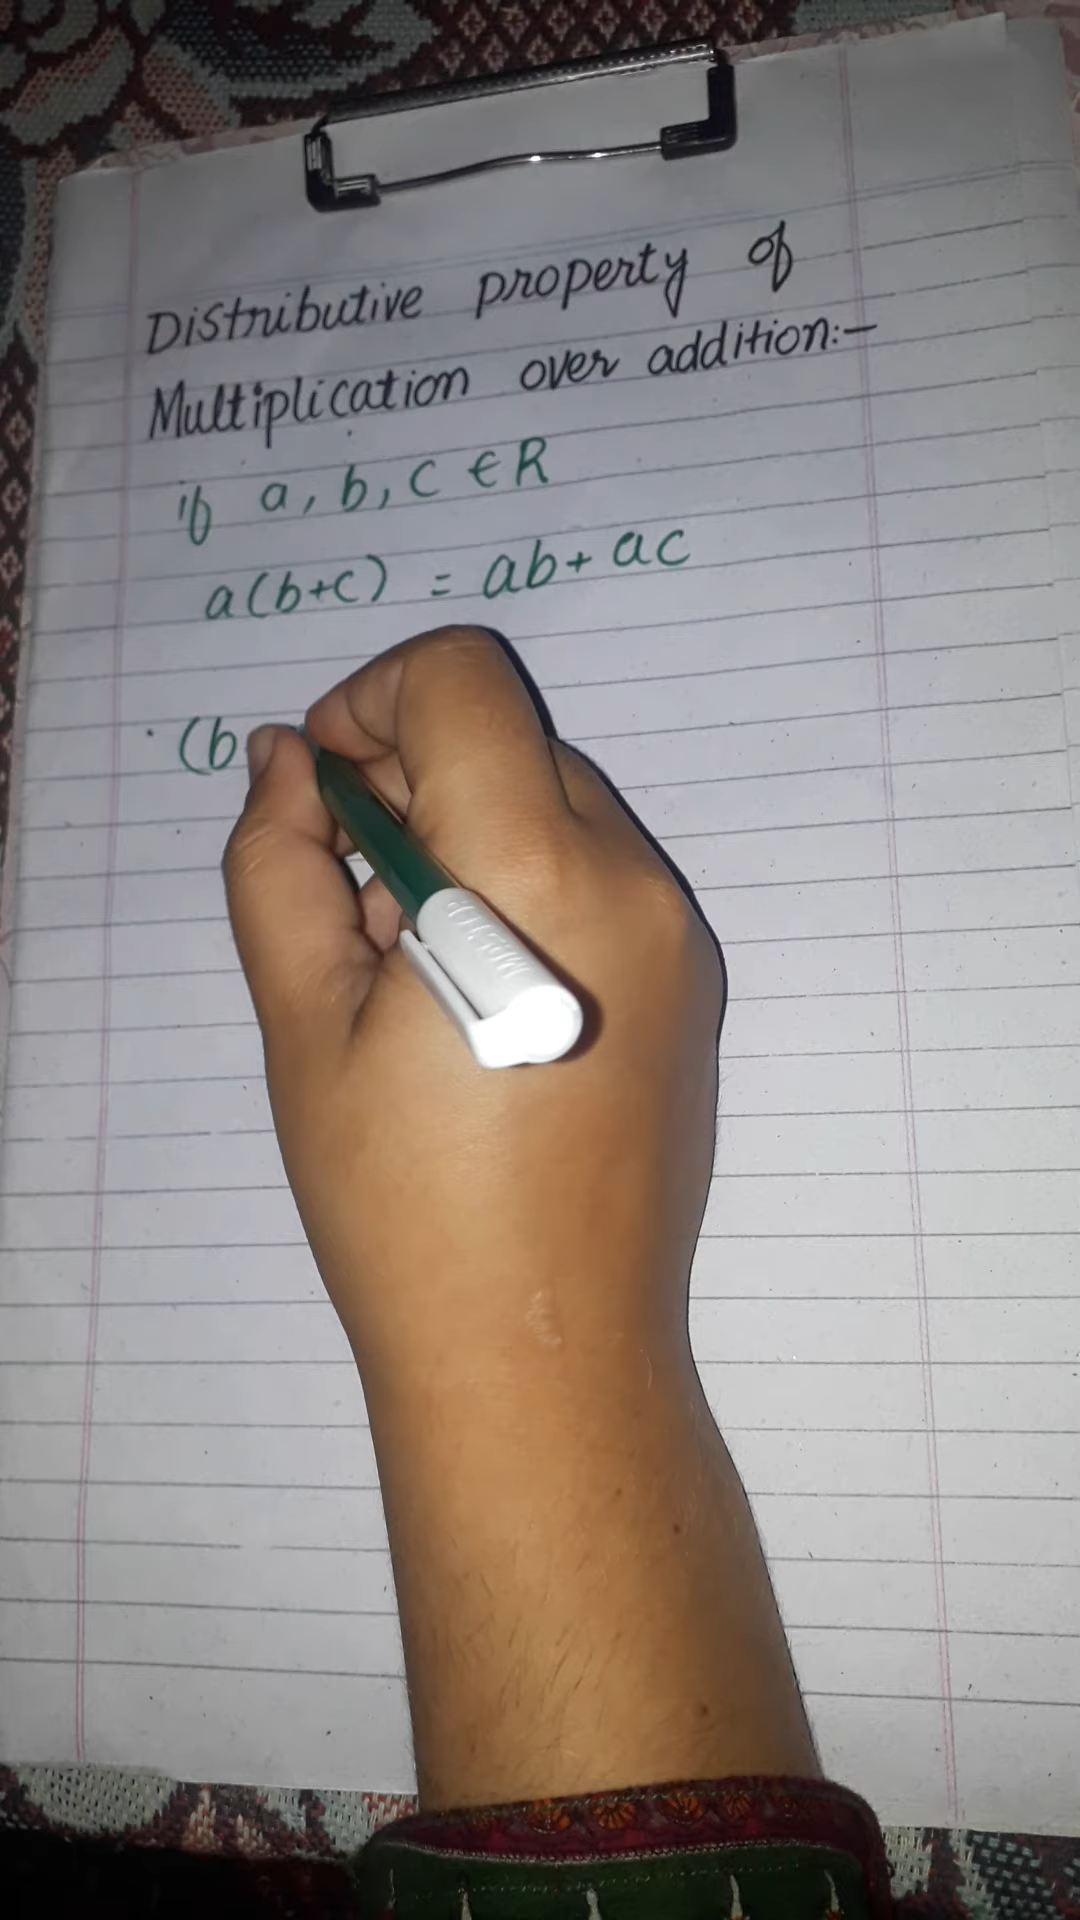 Distributive property of
Multiplication over addition:-
if a, b, c ∈ R
a(b+c) = ab + ac
(b